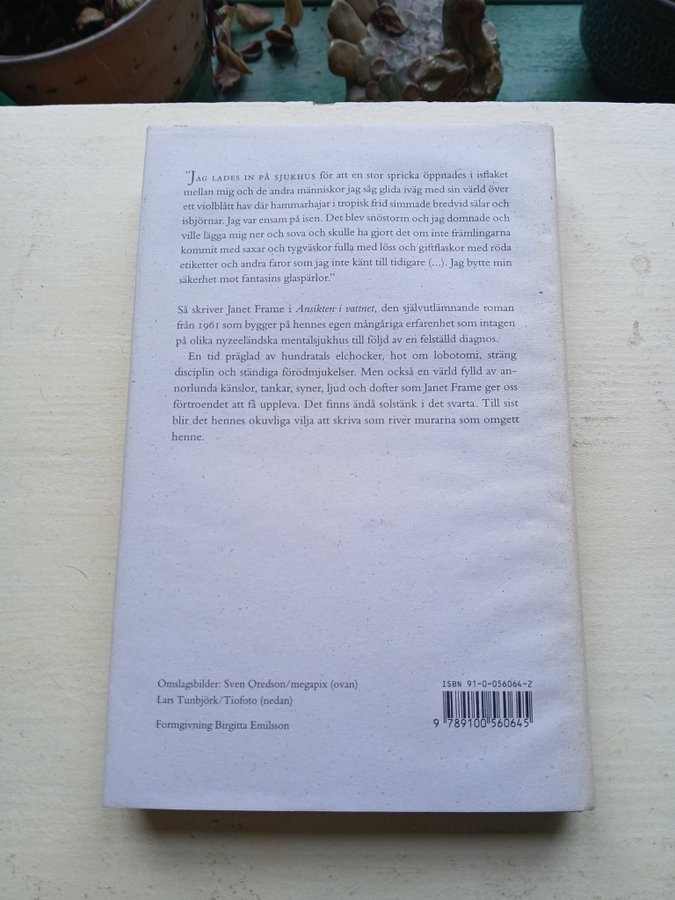 "Jag lades in på sjukhus för att en stor spricka öppnades i isflaket
mellan mig och de andra människor jag såg glida iväg med sin värld över
ett violblått hav där hammarhajar i tropisk frid simmade bredvid sälar och
isbjörnar. Jag var ensam på isen. Det blev snöstorm och jag domnade och
ville lägga mig ner och sova och skulle ha gjort det om inte främlingarna
kommit med saxar och tygväskor fulla med löss och giftflaskor med röda
etiketter och andra faror som jag inte känt till tidigare (...). Jag bytte min
säkerhet mot fantasins glaspärlor."
Så skriver Janet Frame i Ansikten i vattnet, den självutlämnande roman
från 1961 som bygger på hennes egen mångåriga erfarenhet som intagen
på olika nyzeeländska mentalsjukhus till följd av en felställd diagnos.
En tid präglad av hundratals elchocker, hot om lobotomi, sträng
disciplin och ständiga förödmjukelser. Men också en värld fylld av an-
norlunda känslor, tankar, syner, ljud och dofter som Janet Frame ger oss
förtroendet att få uppleva. Det finns ändå solstänk i det svarta. Till sist
blir det hennes okuvliga vilja att skriva som river murarna som omgett
henne.
Omslagsbilder: Sven Oredson/megapix (ovan)
Lars Tunbjörk/Tiofoto (nedan)
Formgivning Birgitta Emilsson
ISBN 91-0-056064-2
9 789100 560645